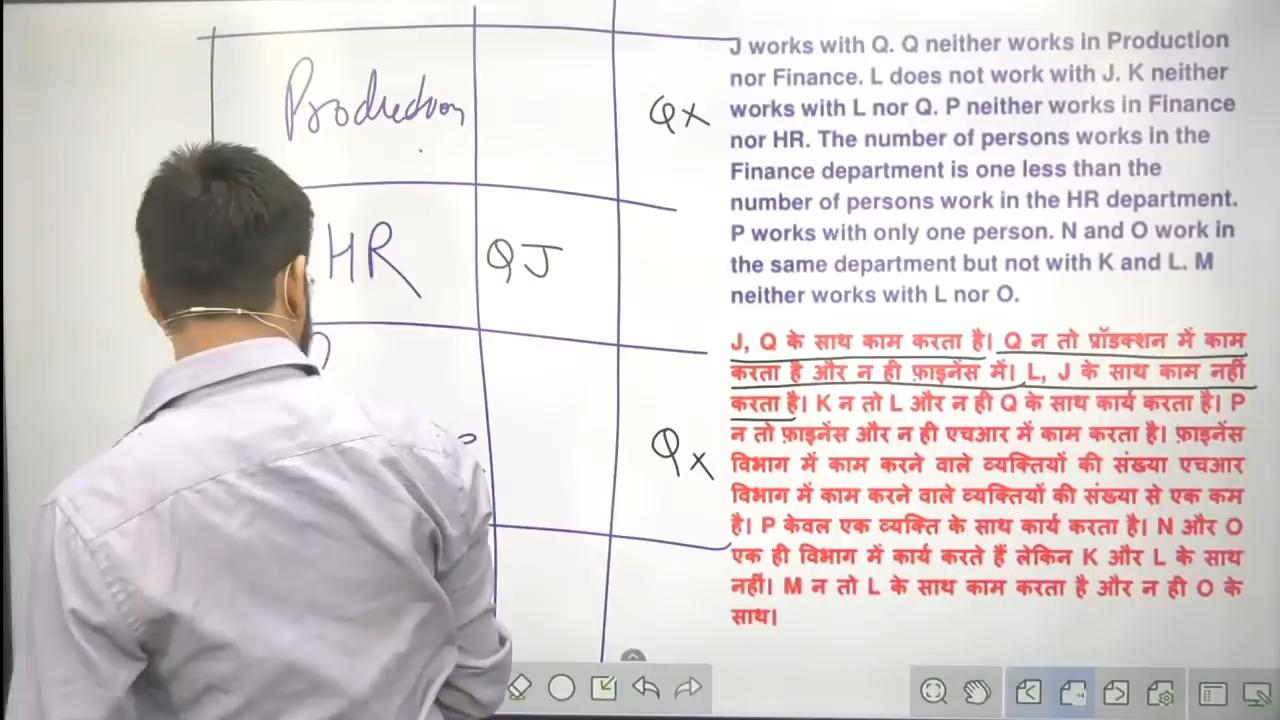 Production
Qx
HR
QJ
Qx
J works with Q. Q neither works in Production
nor Finance. L does not work with J. K neither
works with L nor Q. P neither works in Finance
nor HR. The number of persons works in the
Finance department is one less than the
number of persons work in the HR department.
P works with only one person. N and O work in
the same department but not with K and L. M
neither works with L nor O.
J, Q के साथ काम करता है। Q न तो प्रॉडक्शन में काम
करता है और न ही फ़ाइनेंस में। L, J के साथ काम नहीं
करता है। K न तो L और न ही Q के साथ कार्य करता है। P
न तो फ़ाइनेंस और न ही एचआर में काम करता है। फ़ाइनेंस
विभाग में काम करने वाले व्यक्तियों की संख्या एचआर
विभाग में काम करने वाले व्यक्तियों की संख्या से एक कम
है। P केवल एक व्यक्ति के साथ कार्य करता है। N और O
एक ही विभाग में कार्य करते हैं लेकिन K और L के साथ
नहीं। M न तो L के साथ काम करता है और न ही O के
साथ।